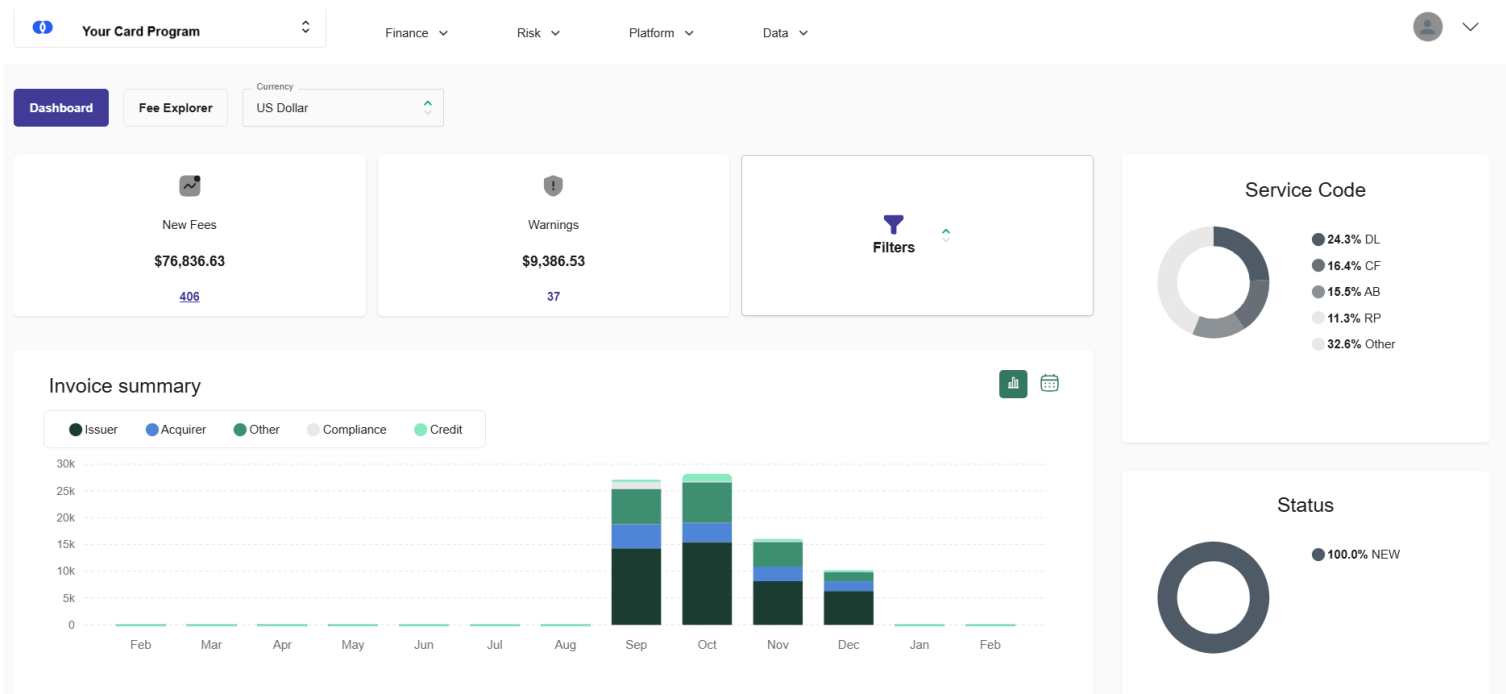 Your Card Program
Finance
Risk
Platform
Data
Dashboard
Fee Explorer
Currency
US Dollar
New Fees
$76,836.63
406
Warnings
$9,386.53
37
Filters
Service Code
24.3% DL
16.4% CF
15.5% AB
11.3% RP
32.6% Other
Invoice summary
Issuer
Acquirer
Other
Compliance
Credit
30k
25k
20k
15k
10k
5k
0
Feb Mar Apr May Jun Jul Aug Sep Oct Nov Dec Jan Feb
Status
100.0% NEW